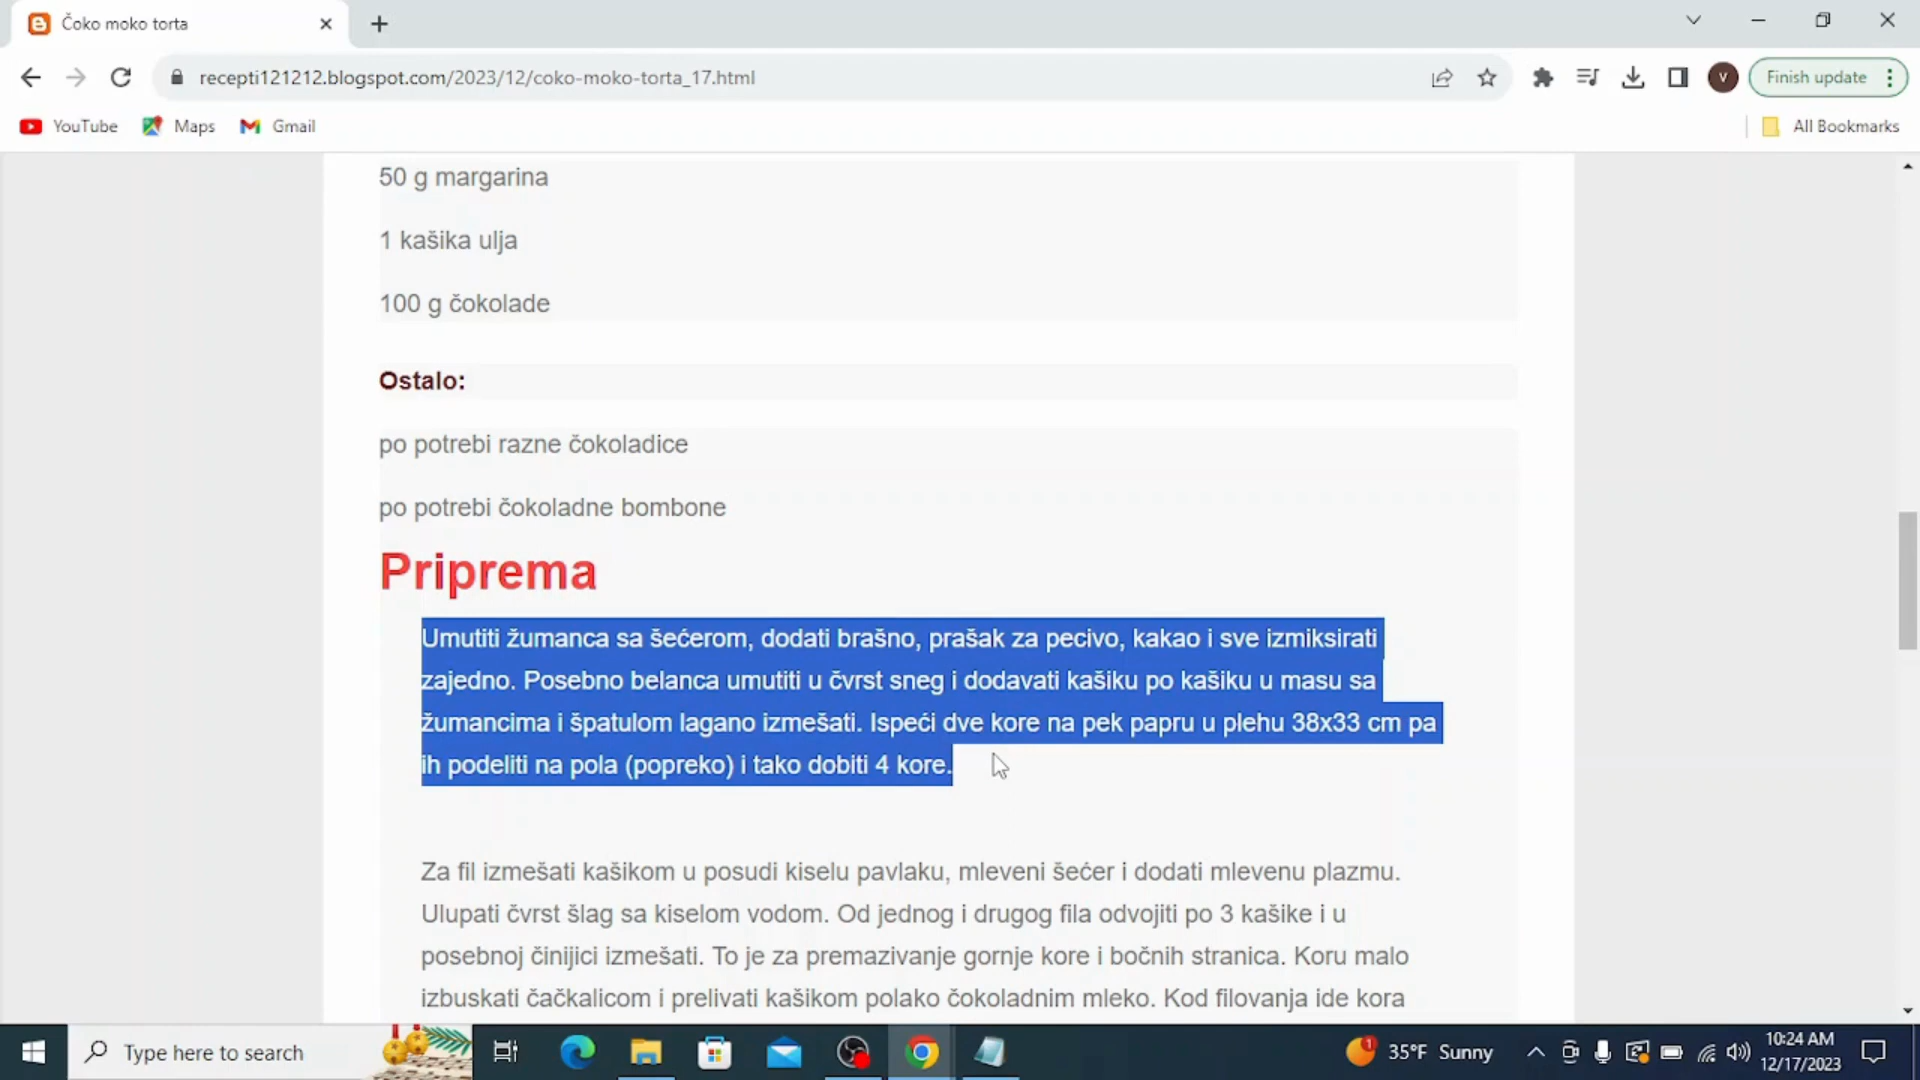 Čoko moko torta
recepti121212.blogspot.com/2023/12/coko-moko-torta_17.html
V
Finish update
YouTube
Maps
Gmail
All Bookmarks
50 g margarina
1 kašika ulja
100 g čokolade
Ostalo:
po potrebi razne čokoladice
po potrebi čokoladne bombone
Priprema
Umutiti žumanca sa šećerom, dodati brašno, prašak za pecivo, kakao i sve izmiksirati
zajedno. Posebno belanca umutiti u čvrst sneg i dodavati kašiku po kašiku u masu sa
žumancima i špatulom lagano izmešati. Ispeći dve kore na pek papru u plehu 38x33 cm pa
ih podeliti na pola (popreko) i tako dobiti 4 kore.
Za fil izmešati kašikom u posudi kiselu pavlaku, mleveni šećer i dodati mlevenu plazmu.
Ulupati čvrst šlag sa kiselom vodom. Od jednog i drugog fila odvojiti po 3 kašike i u
posebnoj činijici izmešati. To je za premazivanje gornje kore i bočnih stranica. Koru malo
izbuskati čačkalicom i prelivati kašikom polako čokoladnim mleko. Kod filovanja ide kora
Type here to search
1
35°F Sunny
10:24 AM
12/17/2023